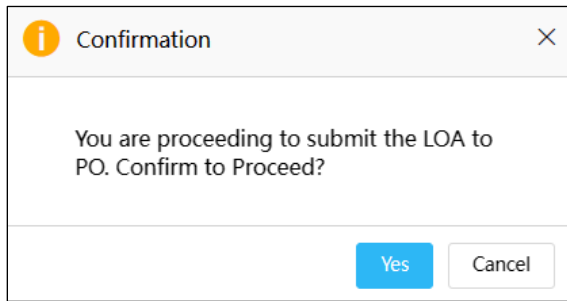 Confirmation
You are proceeding to submit the LOA to
PO. Confirm to Proceed?
Yes
Cancel